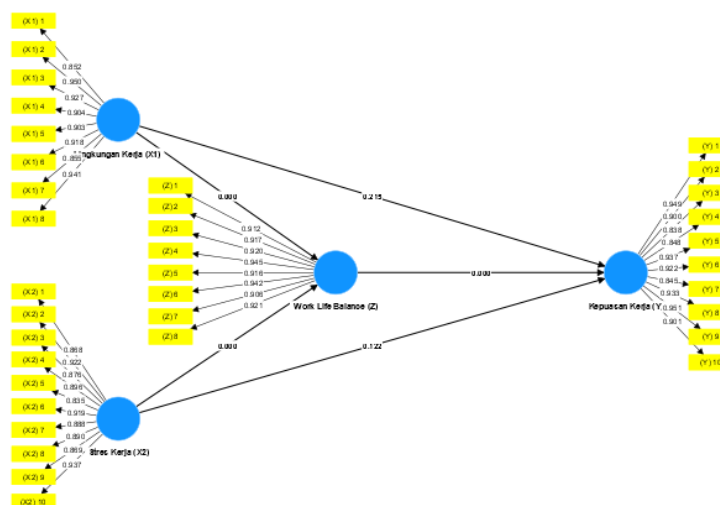 (X1) 1
(X1) 2
(X1) 3
(X1) 4
(X1) 5
(X1) 6
(X1) 7
(X1) 8
0.852
0.950
0.927
0.904
0.903
0.918
0.855
0.941
Lingkungan Kerja (X1)
0.000
0.215
(Z) 1
(Z) 2
(Z) 3
(Z) 4
(Z) 5
(Z) 6
(Z) 7
(Z) 8
0.912
0.917
0.920
0.945
0.916
0.942
0.906
0.921
Work Life Balance (Z)
0.000
(Y) 1
(Y) 2
(Y) 3
(Y) 4
(Y) 5
(Y) 6
(Y) 7
(Y) 8
(Y) 9
(Y) 10
0.949
0.900
0.838
0.848
0.937
0.922
0.845
0.933
0.951
0.901
Kepuasan Kerja (Y
(X2) 1
(X2) 2
(X2) 3
(X2) 4
(X2) 5
(X2) 6
(X2) 7
(X2) 8
(X2) 9
(X2) 10
0.868
0.922
0.876
0.896
0.835
0.919
0.888
0.890
0.869
0.937
Stres Kerja (X2)
0.000
0.122